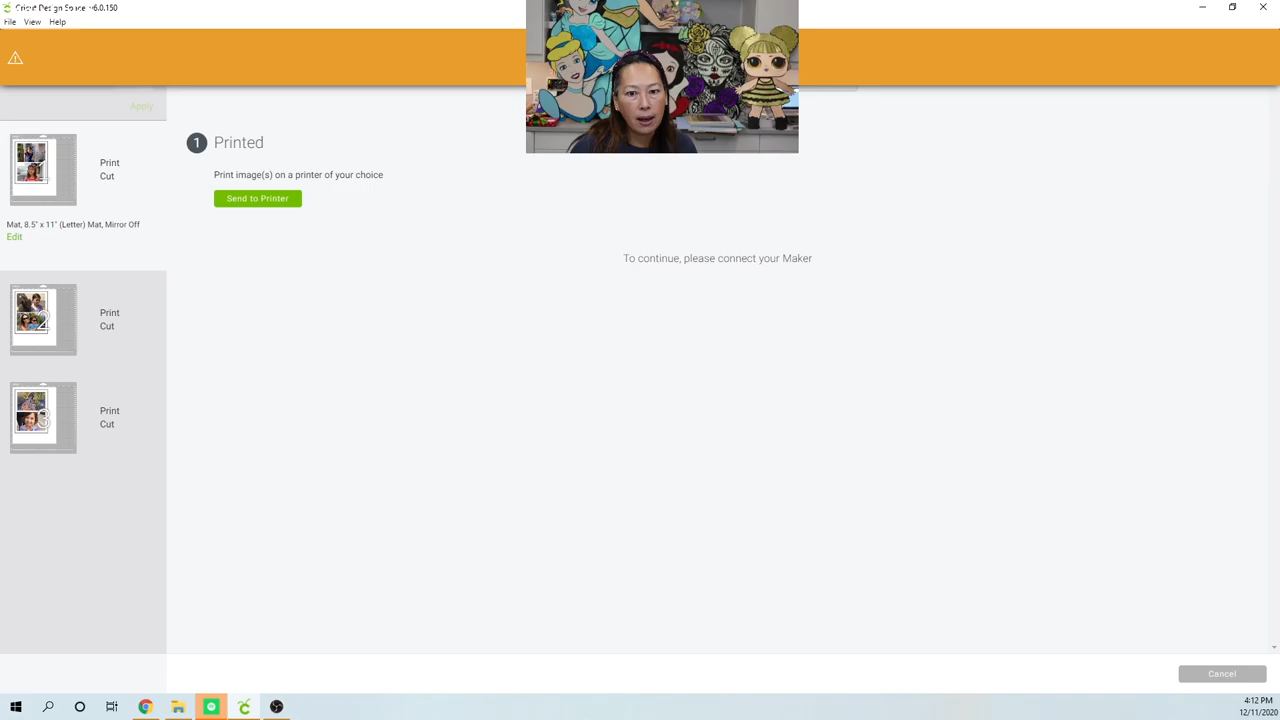 Cricut Design Space v6.0.150
File View Help
Apply
1 Printed
Print
Cut
Print image(s) on a printer of your choice
Send to Printer
Mat, 8.5" x 11" (Letter) Mat, Mirror Off
Edit
To continue, please connect your Maker
Print
Cut
2
Print
Cut
3
Cancel
4:12 PM
12/11/2020